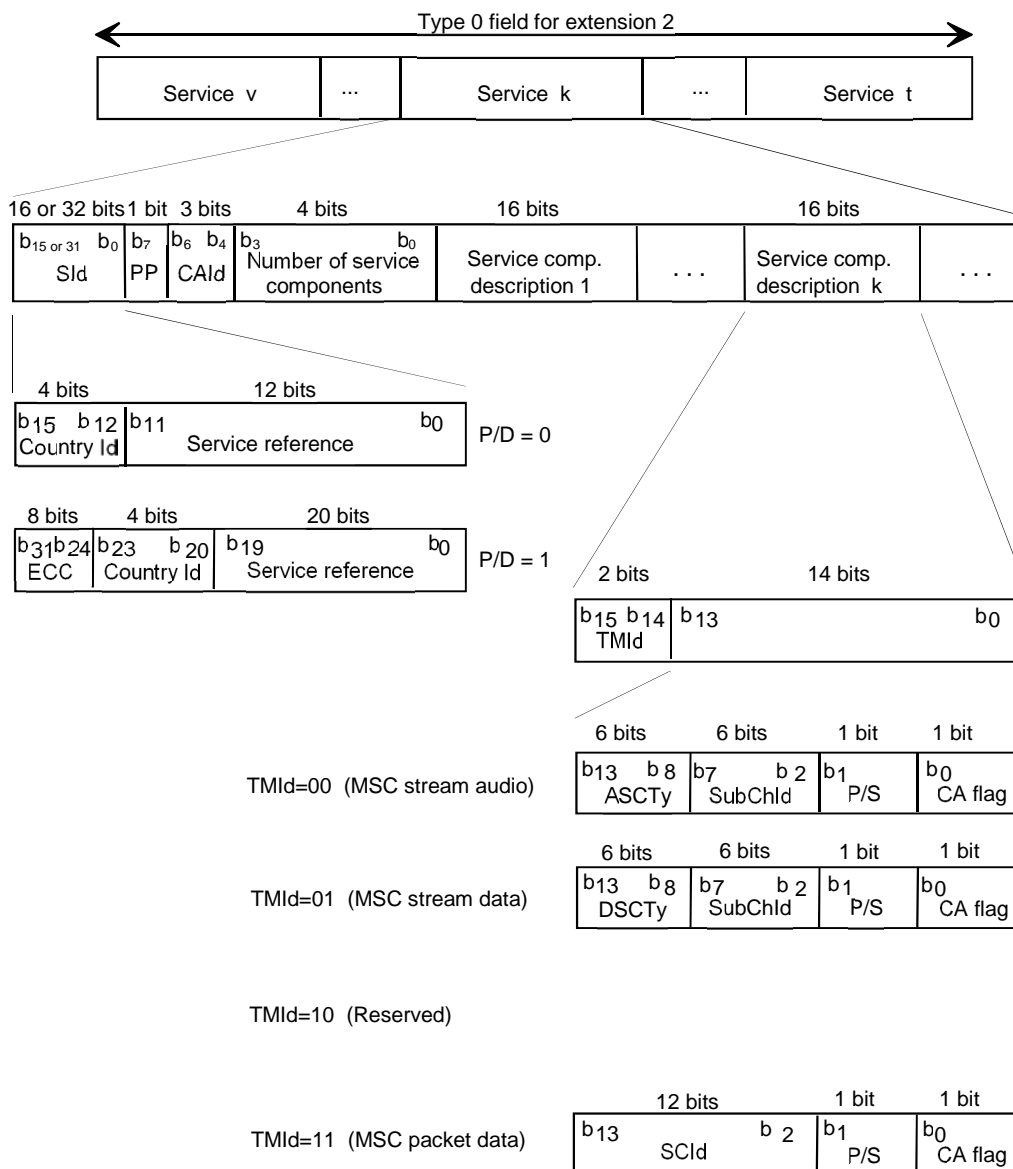 Type 0 field for extension 2
Service v ... Service k ... Service t
16 or 32 bits 1 bit 3 bits 4 bits 16 bits 16 bits
b15 or 31 b0 b7 b6 b4 b3 b0
SId PP CAId Number of service components Service comp. description 1 . . . Service comp. description k . . .
4 bits 12 bits
b15 b12 b11 b0
Country Id Service reference P/D = 0
8 bits 4 bits 20 bits
b31 b24 b23 b20 b19 b0
ECC Country Id Service reference P/D = 1
2 bits 14 bits
b15 b14 b13 b0
TMId
6 bits 6 bits 1 bit 1 bit
b13 b8 b7 b2 b1 b0
TMId=00 (MSC stream audio) ASCTy SubChId P/S CA flag
6 bits 6 bits 1 bit 1 bit
b13 b8 b7 b2 b1 b0
TMId=01 (MSC stream data) DSCTy SubChId P/S CA flag
TMId=10 (Reserved)
12 bits 1 bit 1 bit
b13 b2 b1 b0
TMId=11 (MSC packet data) SCId P/S CA flag